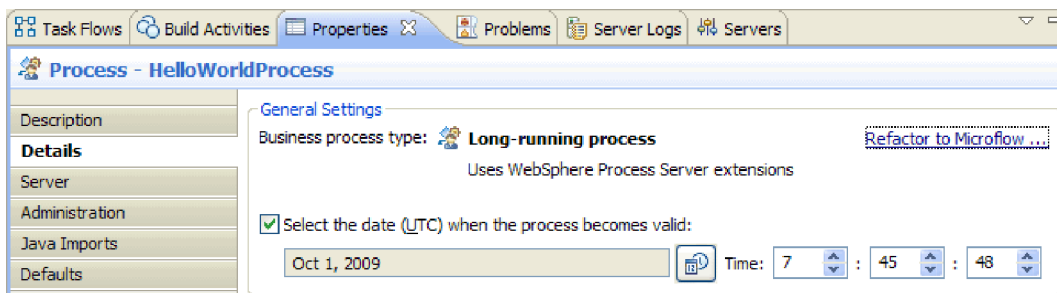 Task Flows Build Activities Properties Problems Server Logs Servers
Process - HelloWorldProcess
Description
Details
Server
Administration
Java Imports
Defaults
General Settings
Business process type: Long-running process Refactor to Microflow ...
Uses WebSphere Process Server extensions
Select the date (UTC) when the process becomes valid:
Oct 1, 2009 Time: 7 : 45 : 48